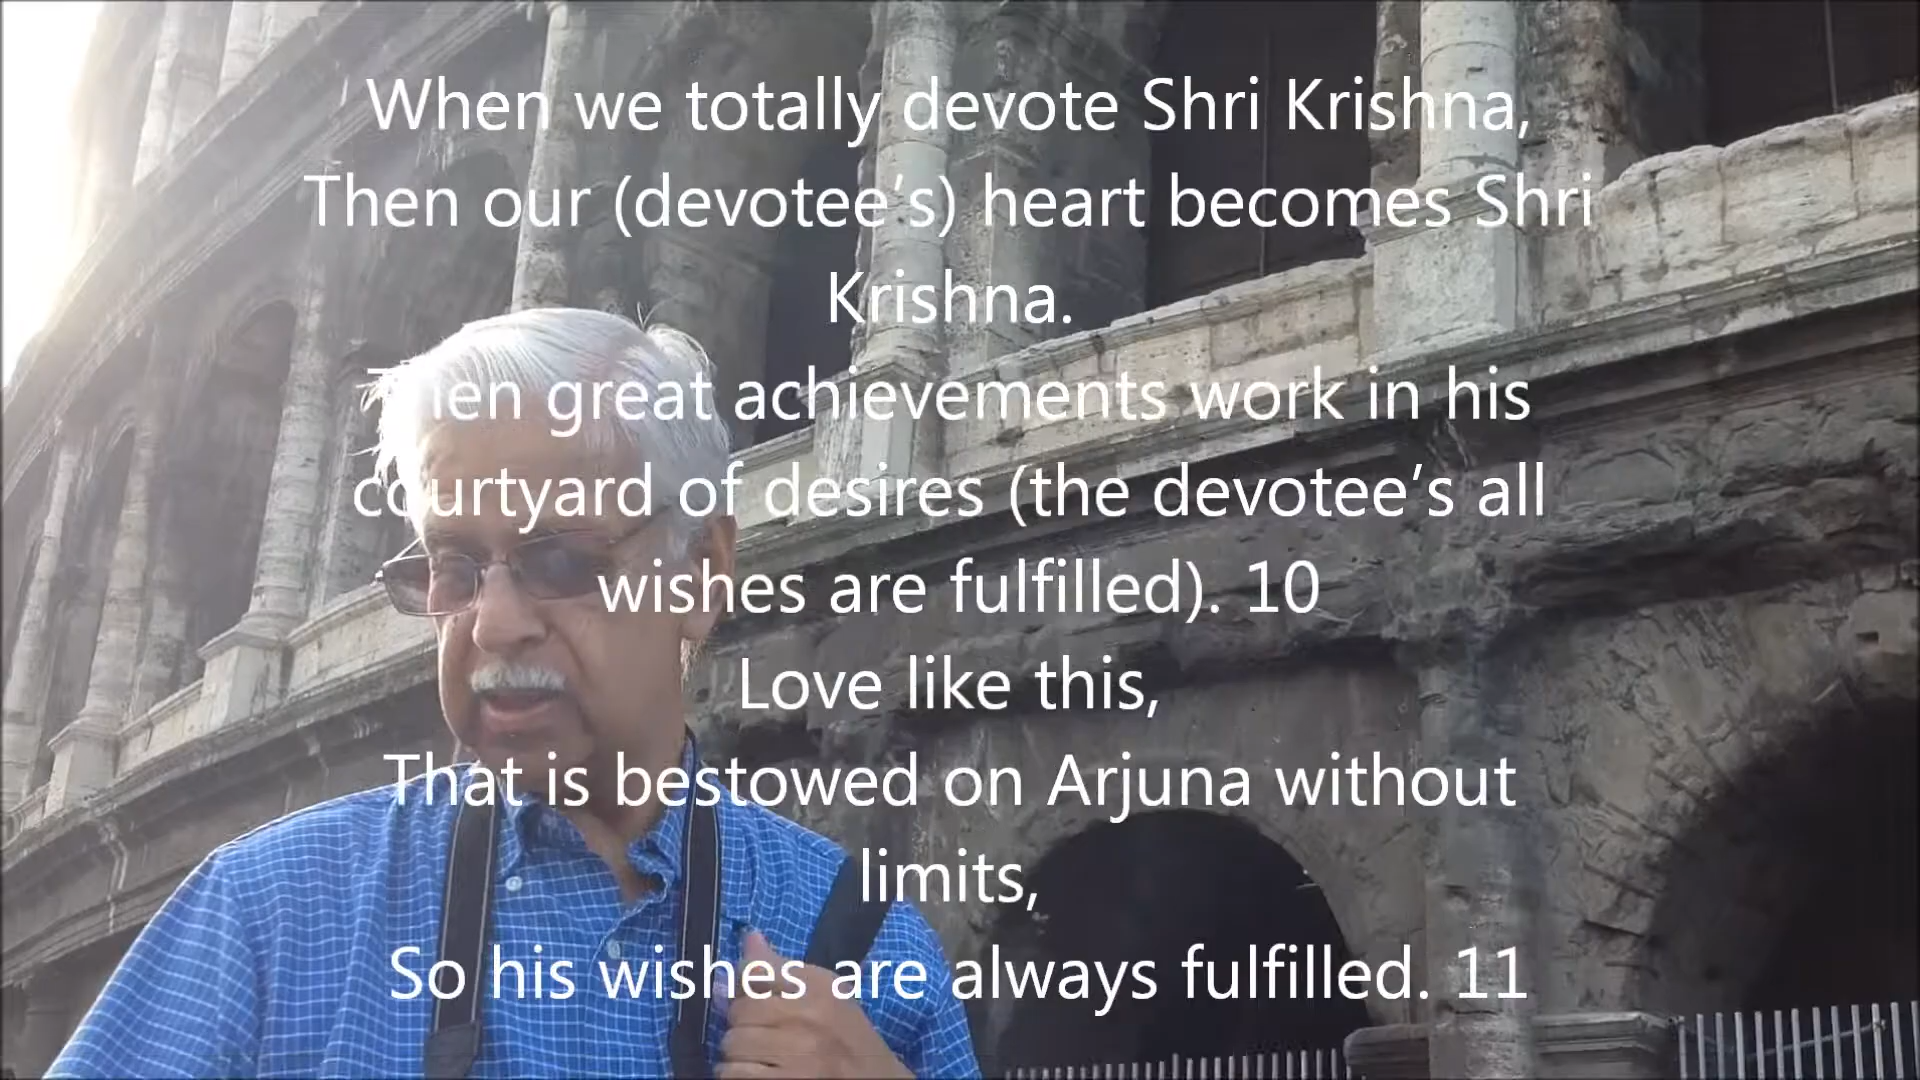 When we totally devote Shri Krishna,
Then our (devotee's) heart becomes Shri
Krishna.
Then great achievements work in his
courtyard of desires (the devotee’s all
wishes are fulfilled). 10
Love like this,
That is bestowed on Arjuna without
limits,
So his wishes are always fulfilled. 11